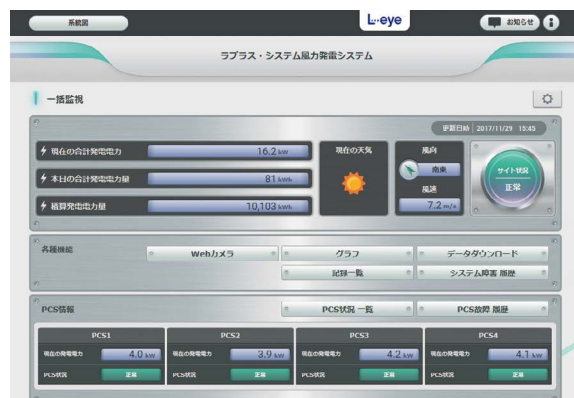 系統図
L·eye
お知らせ
ラプラス・システム風力発電システム
一括監視
更新日時 2017/11/29 15:45
現在の合計発電電力 16.2 kW
本日の合計発電電力量 81 kWh
積算発電電力量 10,103 kWh
現在の天気
風向
南東
風速
7.2 m/s
サイト状況
正常
各種機能
Webカメラ
グラフ
データダウンロード
記録一覧
システム障害 履歴
PCS情報
PCS状況 一覧
PCS故障 履歴
PCS1
現在の発電電力 4.0 kW
PCS状況 正常
PCS2
現在の発電電力 3.9 kW
PCS状況 正常
PCS3
現在の発電電力 4.2 kW
PCS状況 正常
PCS4
現在の発電電力 4.1 kW
PCS状況 正常